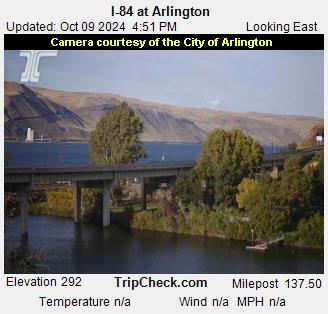 I-84 at Arlington
Updated: Oct 09 2024 4:51 PM Looking East
Camera courtesy of the City of Arlington
Elevation 292 TripCheck.com Milepost 137.50
Temperature n/a Wind n/a MPH n/a